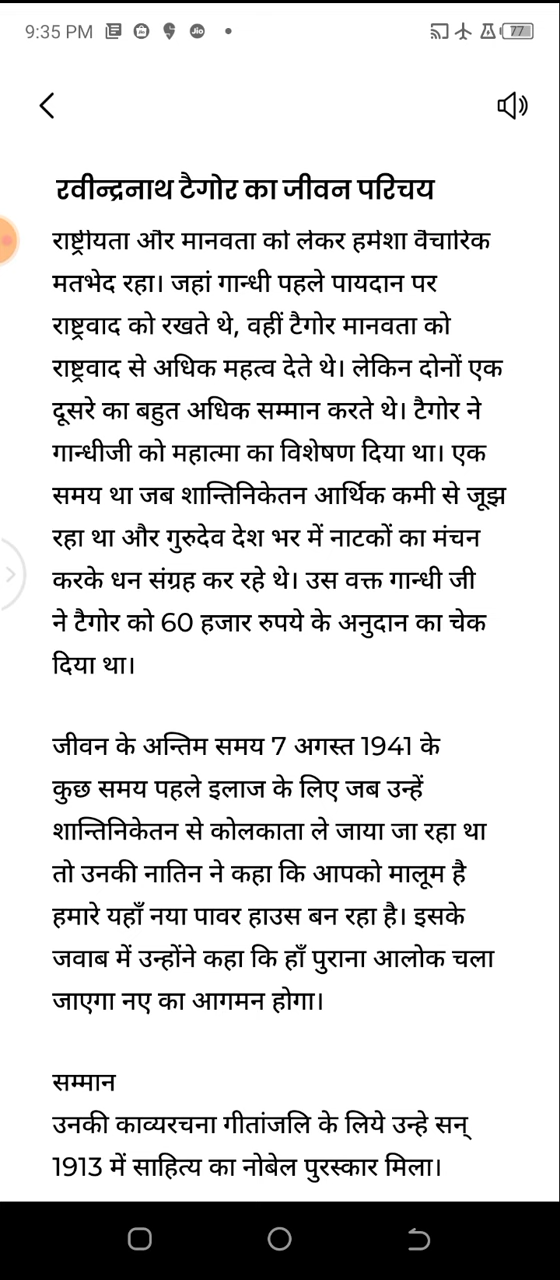 9:35 PM
77
रवीन्द्रनाथ टैगोर का जीवन परिचय
राष्ट्रीयता और मानवता को लेकर हमेशा वैचारिक
मतभेद रहा। जहां गान्धी पहले पायदान पर
राष्ट्रवाद को रखते थे, वहीं टैगोर मानवता को
राष्ट्रवाद से अधिक महत्व देते थे। लेकिन दोनों एक
दूसरे का बहुत अधिक सम्मान करते थे। टैगोर ने
गान्धीजी को महात्मा का विशेषण दिया था। एक
समय था जब शान्तिनिकेतन आर्थिक कमी से जूझ
रहा था और गुरुदेव देश भर में नाटकों का मंचन
करके धन संग्रह कर रहे थे। उस वक्त गान्धी जी
ने टैगोर को 60 हजार रुपये के अनुदान का चेक
दिया था।
जीवन के अन्तिम समय 7 अगस्त 1941 के
कुछ समय पहले इलाज के लिए जब उन्हें
शान्तिनिकेतन से कोलकाता ले जाया जा रहा था
तो उनकी नातिन ने कहा कि आपको मालूम है
हमारे यहाँ नया पावर हाउस बन रहा है। इसके
जवाब में उन्होंने कहा कि हाँ पुराना आलोक चला
जाएगा नए का आगमन होगा।
सम्मान
उनकी काव्यरचना गीतांजलि के लिये उन्हे सन्
1913 में साहित्य का नोबेल पुरस्कार मिला।